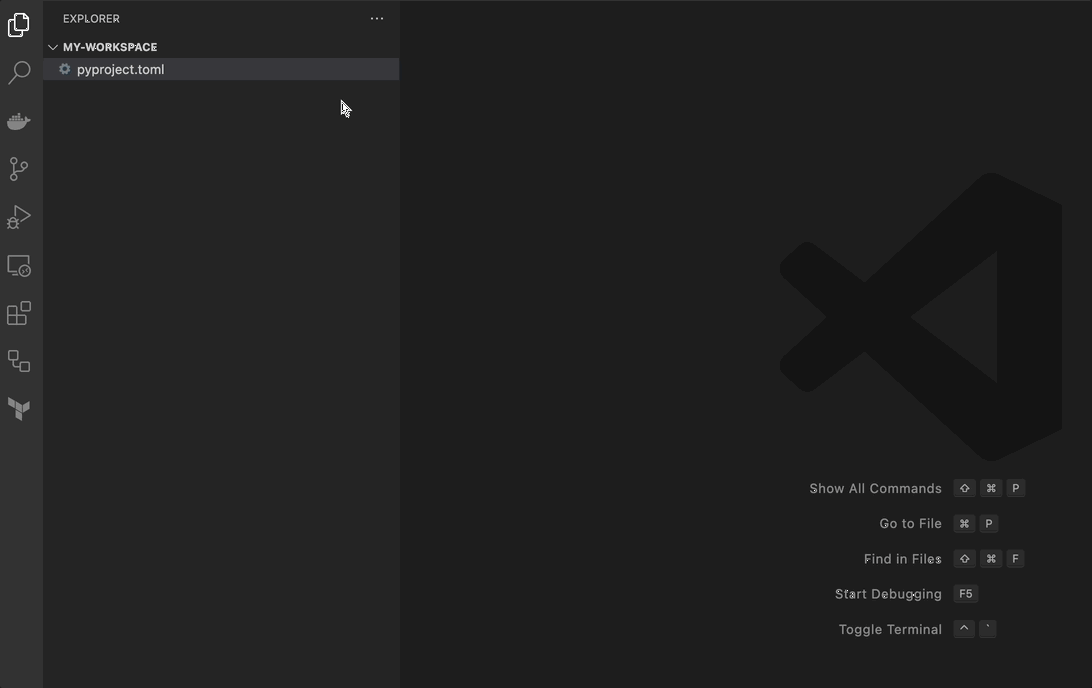 EXPLORER
MY-WORKSPACE
pyproject.toml
Show All Commands ⇧ ⌘ P
Go to File ⌘ P
Find in Files ⇧ ⌘ F
Start Debugging F5
Toggle Terminal ^ `